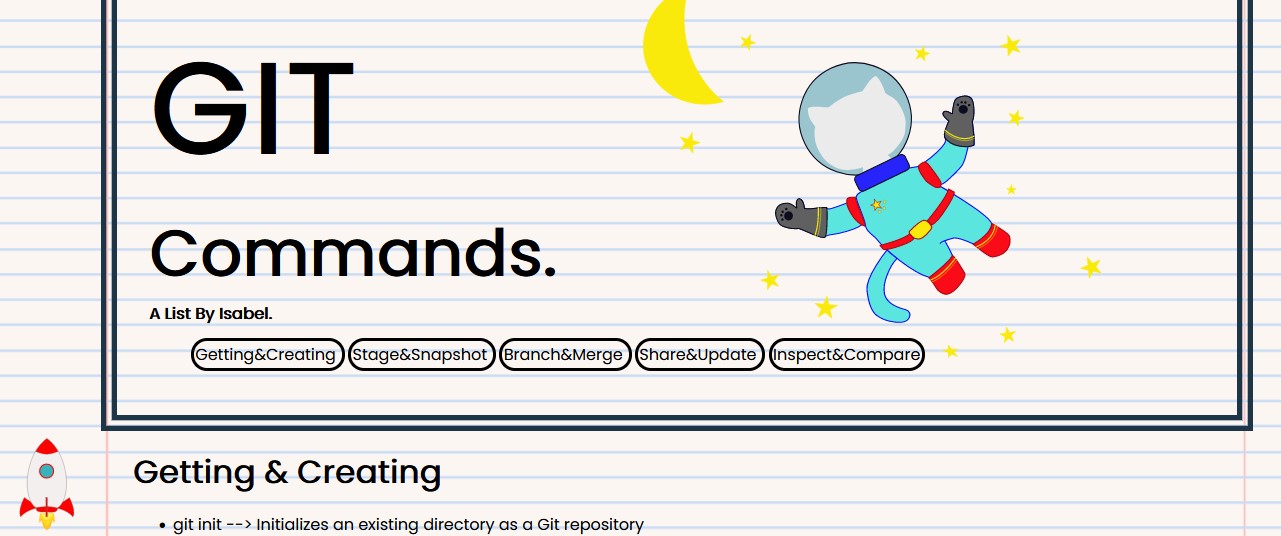 GIT
Commands.
A List By Isabel.
Getting&Creating Stage&Snapshot Branch&Merge Share&Update Inspect&Compare
Getting & Creating
• git init --> Initializes an existing directory as a Git repository